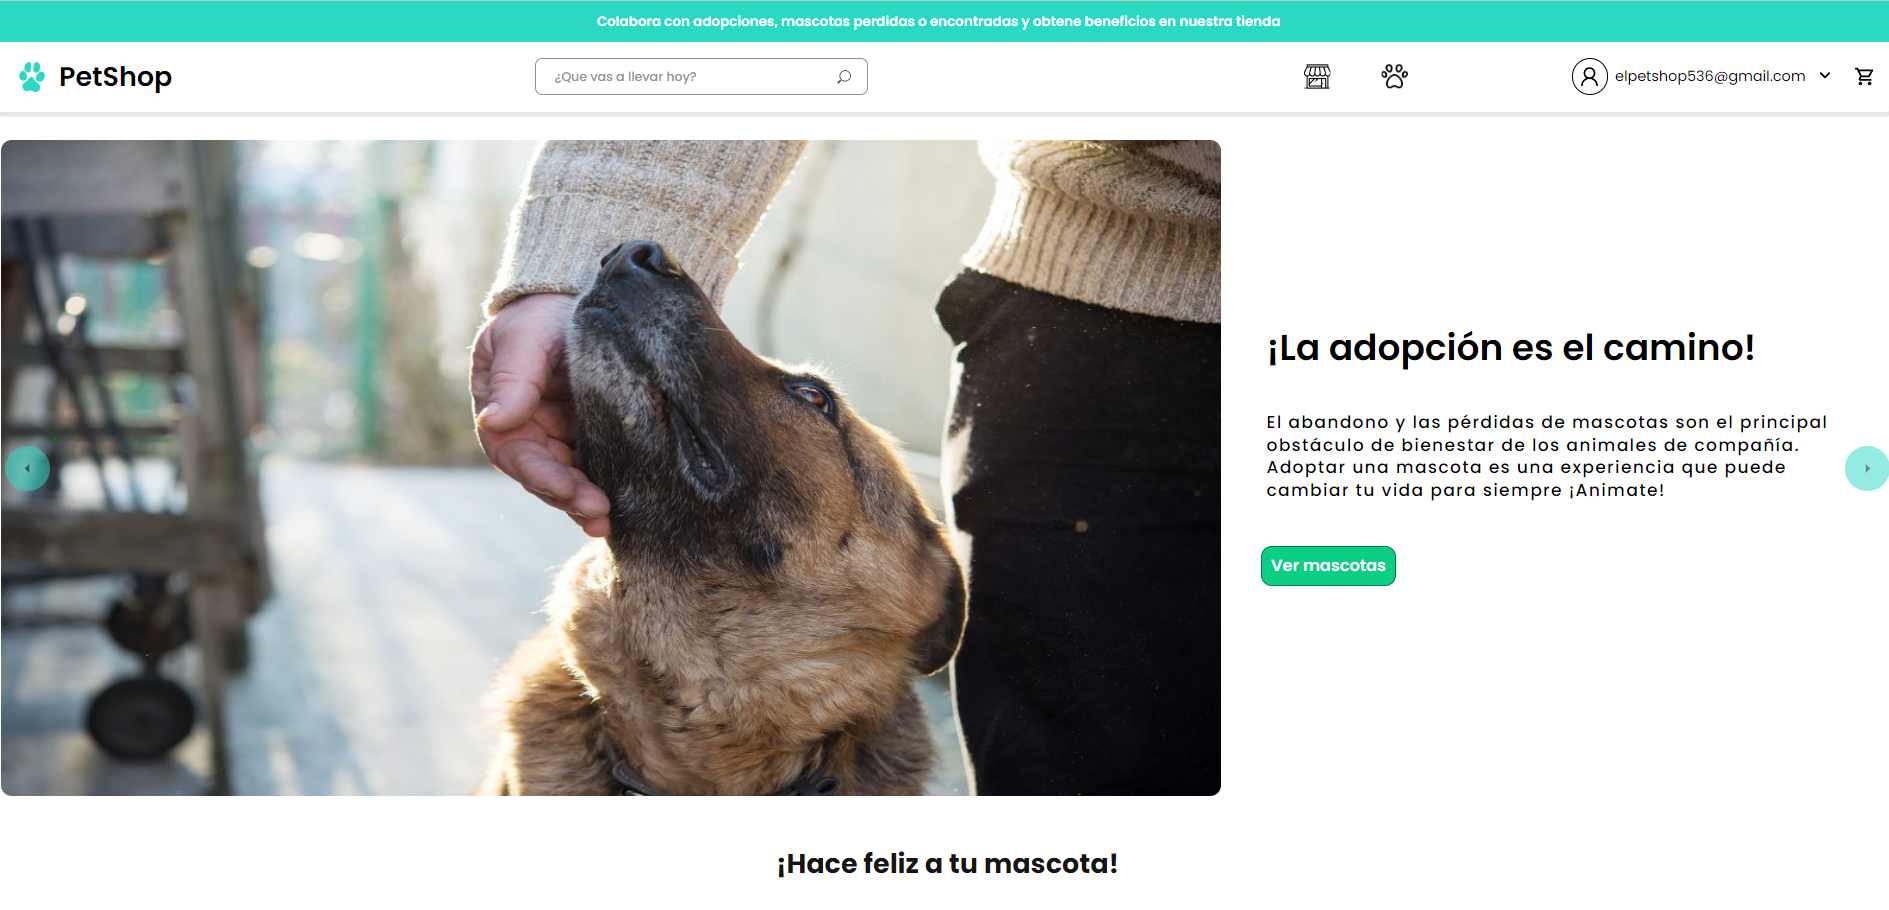 Colabora con adopciones, mascotas perdidas o encontradas y obtene beneficios en nuestra tienda
PetShop
¿Que vas a llevar hoy?
elpetshop536@gmail.com
¡La adopción es el camino!
El abandono y las pérdidas de mascotas son el principal
obstáculo de bienestar de los animales de compañía.
Adoptar una mascota es una experiencia que puede
cambiar tu vida para siempre ¡Animate!
Ver mascotas
¡Hace feliz a tu mascota!